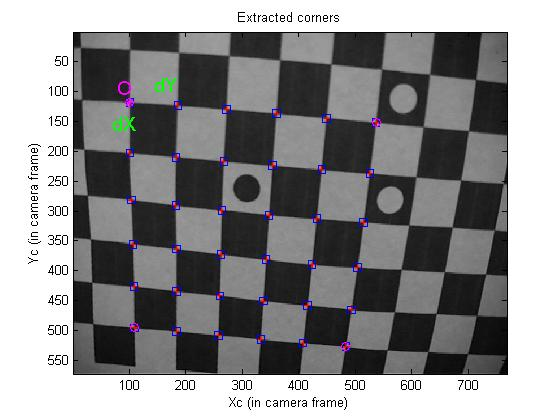 Extracted corners
50
100
150
200
250
300
350
400
450
500
550
O
dY
dX
100 200 300 400 500 600 700
Xc (in camera frame)
Yc (in camera frame)